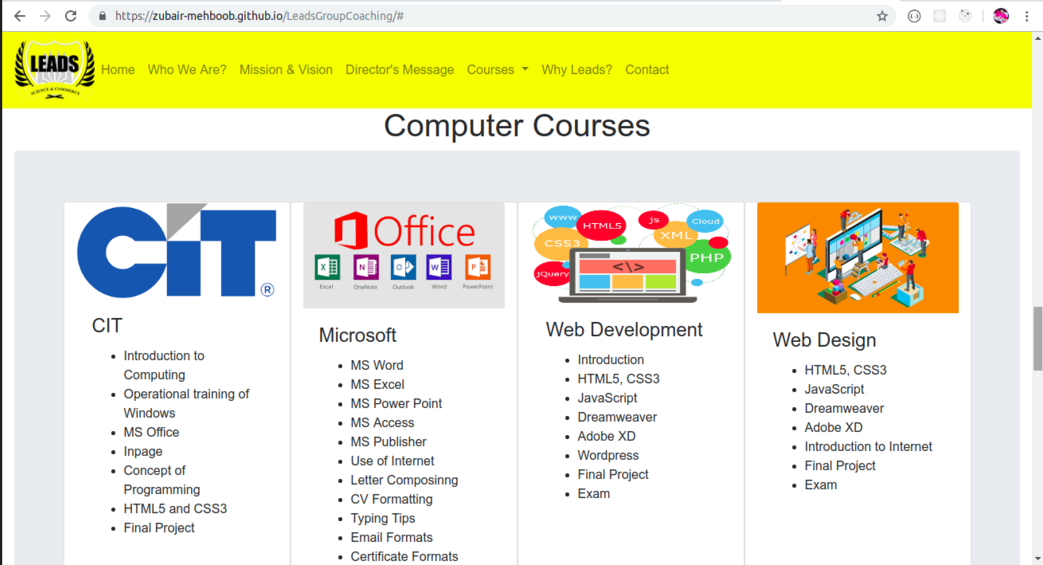 https://zubair-mehboob.github.io/LeadsGroupCoaching/#
LEADS
SCIENCE & COMMERCE
Home Who We Are? Mission & Vision Director's Message Courses Why Leads? Contact
Computer Courses
CIT
®
CIT
Introduction to
Computing
Operational training of
Windows
MS Office
Inpage
Concept of
Programming
HTML5 and CSS3
Final Project
Office
Excel OneNote Outlook Word PowerPoint
Microsoft
MS Word
MS Excel
MS Power Point
MS Access
MS Publisher
Use of Internet
Letter Composinng
CV Formatting
Typing Tips
Email Formats
Certificate Formats
www
HTML5
js
Cloud
CSS3
XML
PHP
jQuery
<\>
Web Development
Introduction
HTML5, CSS3
JavaScript
Dreamweaver
Adobe XD
Wordpress
Final Project
Exam
Web Design
HTML5, CSS3
JavaScript
Dreamweaver
Adobe XD
Introduction to Internet
Final Project
Exam